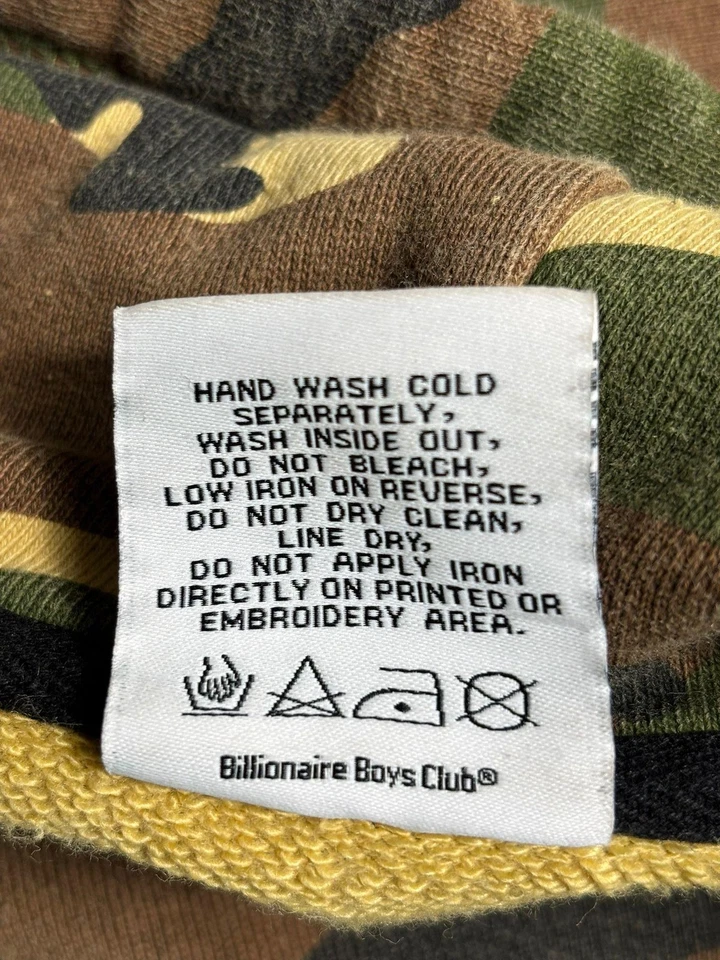 HAND WASH COLD
SEPARATELY,
WASH INSIDE OUT,
DO NOT BLEACH,
LOW IRON ON REVERSE,
DO NOT DRY CLEAN,
LINE DRY,
DO NOT APPLY IRON
DIRECTLY ON PRINTED OR
EMBROIDERY AREA.
Billionaire Boys Club®